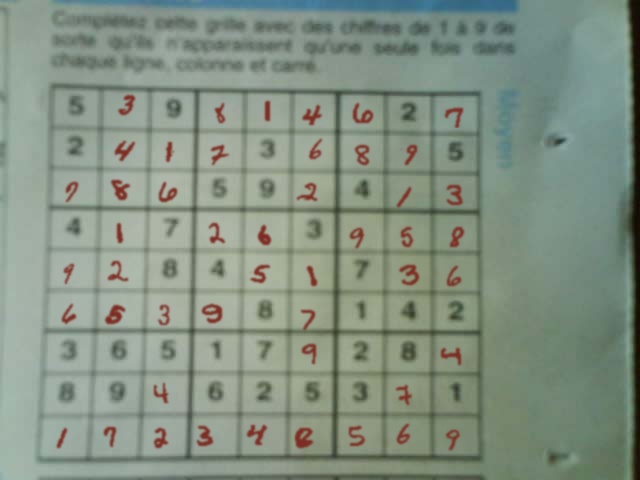 Complétez cette grille avec des chiffres de 1 à 9 de
sorte qu'ils n'apparaissent qu'une seule fois dans
chaque ligne, colonne et carré.
Moyen
5 3 9 8 1 4 6 2 7
2 4 1 7 3 6 8 9 5
7 8 6 5 9 2 4 1 3
4 1 7 2 6 3 9 5 8
9 2 8 4 5 1 7 3 6
6 5 3 9 8 7 1 4 2
3 6 5 1 7 9 2 8 4
8 9 4 6 2 5 3 7 1
1 7 2 3 4 8 5 6 9